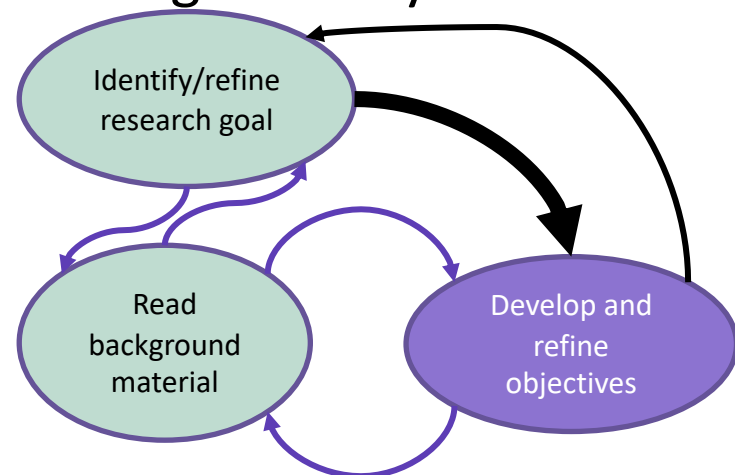 Identify/refine
research goal
Read
background
material
Develop and
refine
objectives